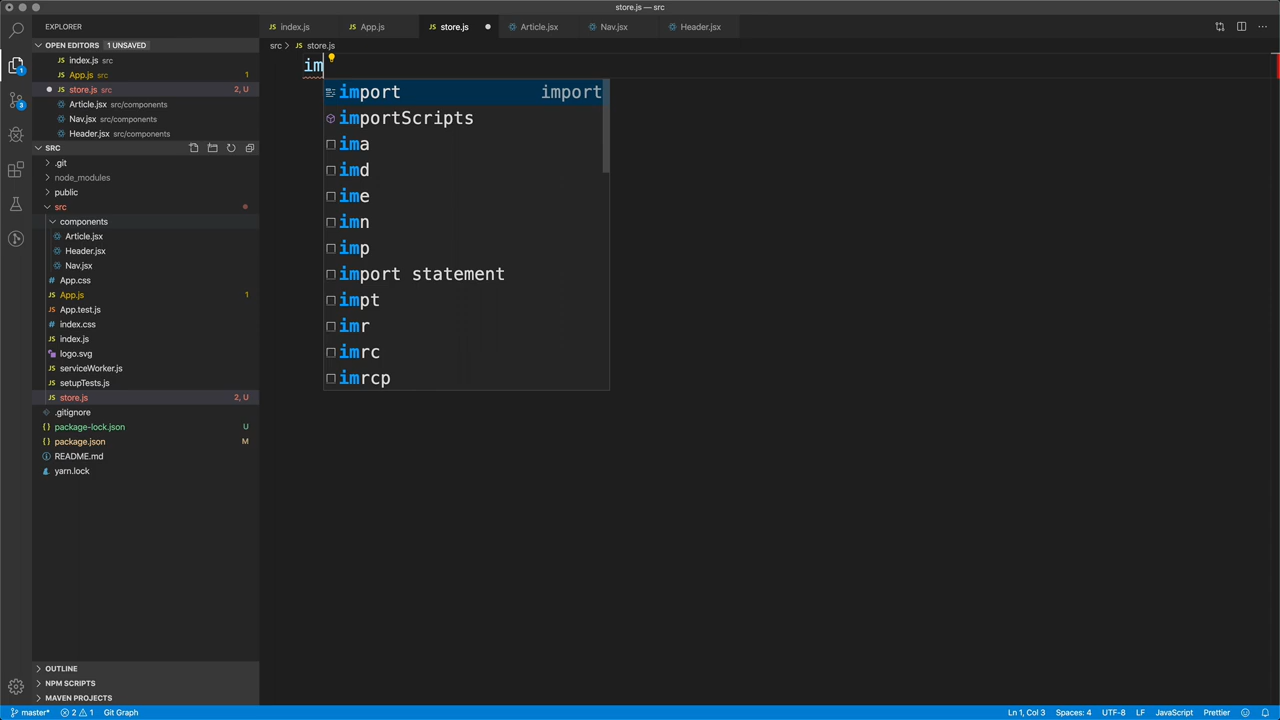 store.js — src
EXPLORER
index.js
App.js
store.js
Article.jsx
Nav.jsx
Header.jsx
OPEN EDITORS 1 UNSAVED
src
store.js
index.js src
App.js src 1
store.js src 2, U
Article.jsx src/components
Nav.jsx src/components
Header.jsx src/components
SRC
.git
node_modules
public
src
components
Article.jsx
Header.jsx
Nav.jsx
App.css
App.js 1
App.test.js
index.css
index.js
logo.svg
serviceWorker.js
setupTests.js
store.js 2, U
.gitignore
package-lock.json U
package.json M
README.md
yarn.lock
OUTLINE
NPM SCRIPTS
MAVEN PROJECTS
1
3
im
import import
importScripts
ima
imd
ime
imn
imp
import statement
impt
imr
imrc
imrcp
master* 2 1 Git Graph
Ln 1, Col 3 Spaces: 4 UTF-8 LF JavaScript Prettier